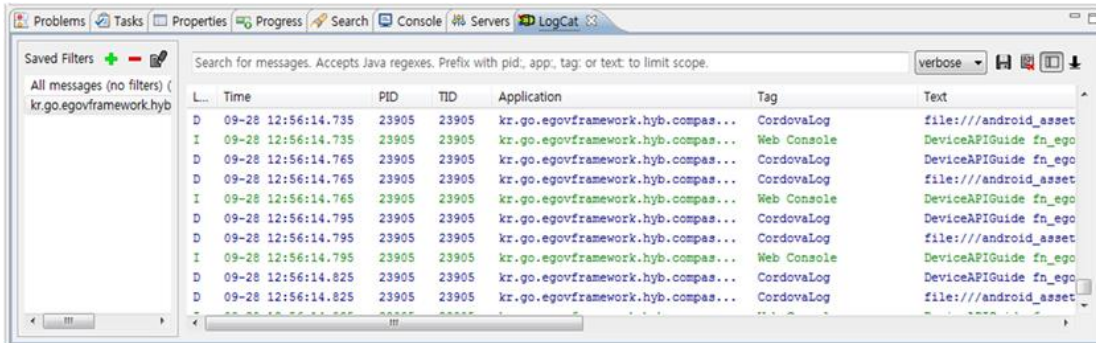 Problems Tasks Properties Progress Search Console Servers LogCat
Saved Filters
All messages (no filters) (
kr.go.egovframework.hyb
Search for messages. Accepts Java regexes. Prefix with pid:, app:, tag: or text: to limit scope.
verbose
L... Time PID TID Application Tag Text
D 09-28 12:56:14.735 23905 23905 kr.go.egovframework.hyb.compas... CordovaLog file:///android_asset
I 09-28 12:56:14.735 23905 23905 kr.go.egovframework.hyb.compas... Web Console DeviceAPIGuide fn_ego
D 09-28 12:56:14.765 23905 23905 kr.go.egovframework.hyb.compas... CordovaLog DeviceAPIGuide fn_ego
D 09-28 12:56:14.765 23905 23905 kr.go.egovframework.hyb.compas... CordovaLog file:///android_asset
I 09-28 12:56:14.765 23905 23905 kr.go.egovframework.hyb.compas... Web Console DeviceAPIGuide fn_ego
D 09-28 12:56:14.795 23905 23905 kr.go.egovframework.hyb.compas... CordovaLog DeviceAPIGuide fn_ego
D 09-28 12:56:14.795 23905 23905 kr.go.egovframework.hyb.compas... CordovaLog file:///android_asset
I 09-28 12:56:14.795 23905 23905 kr.go.egovframework.hyb.compas... Web Console DeviceAPIGuide fn_ego
D 09-28 12:56:14.825 23905 23905 kr.go.egovframework.hyb.compas... CordovaLog DeviceAPIGuide fn_ego
D 09-28 12:56:14.825 23905 23905 kr.go.egovframework.hyb.compas... CordovaLog file:///android_asset